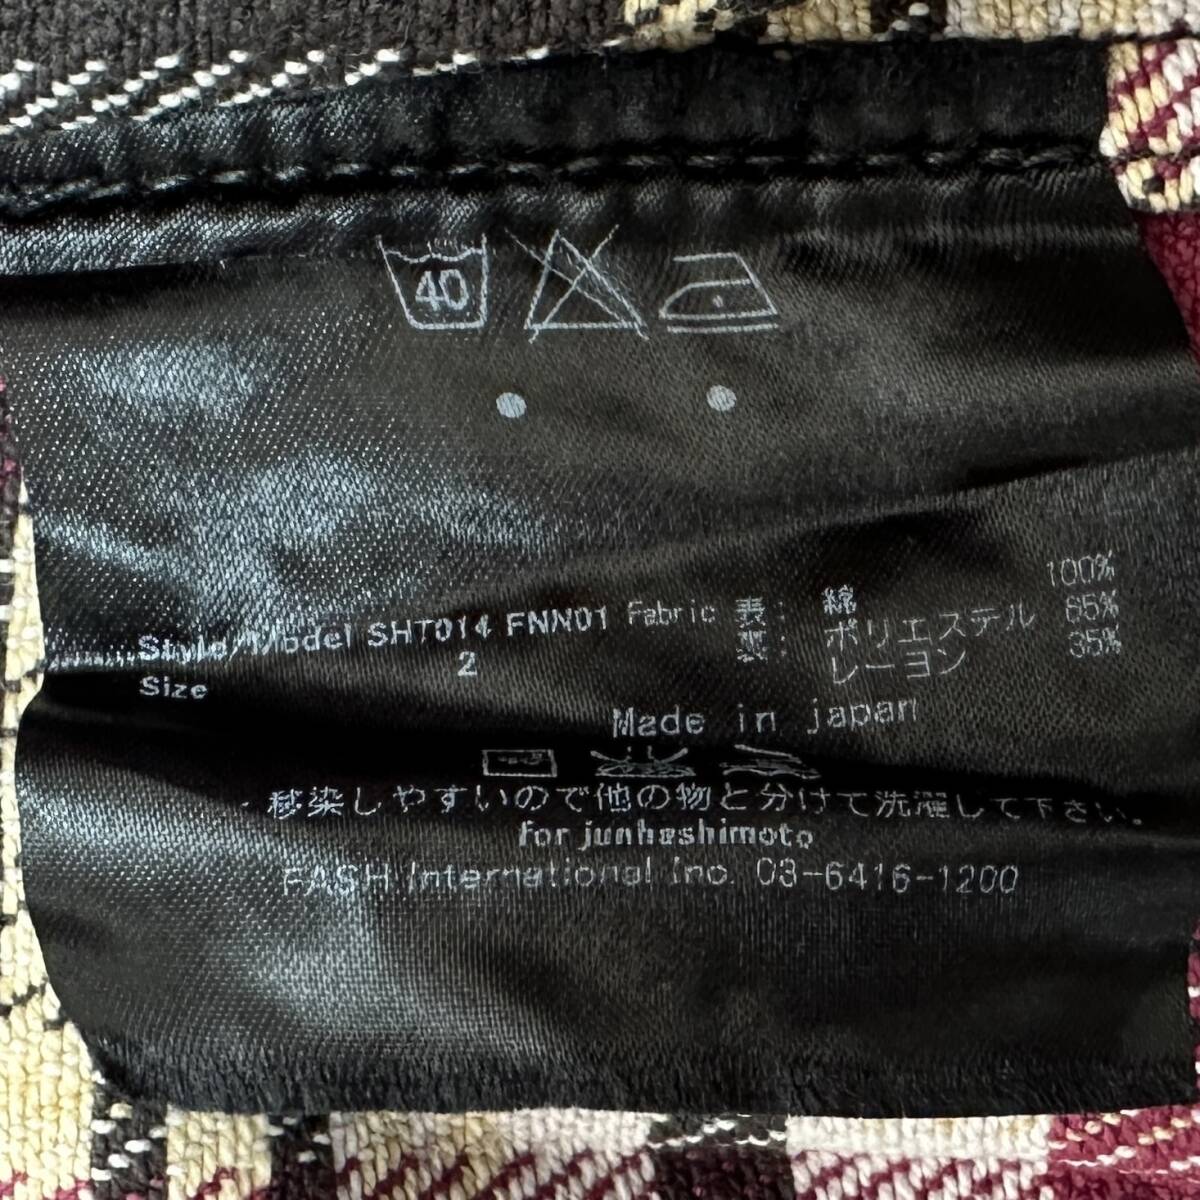 40
Style/Model SHT014 FNN01 Fabric 表: 綿 100%
裏: ポリエステル 65%
レーヨン 35%
Size 2
Made in japan
移染しやすいので他の物と分けて洗濯して下さい。
for junhashimoto
FASH International inc. 03-6416-1200